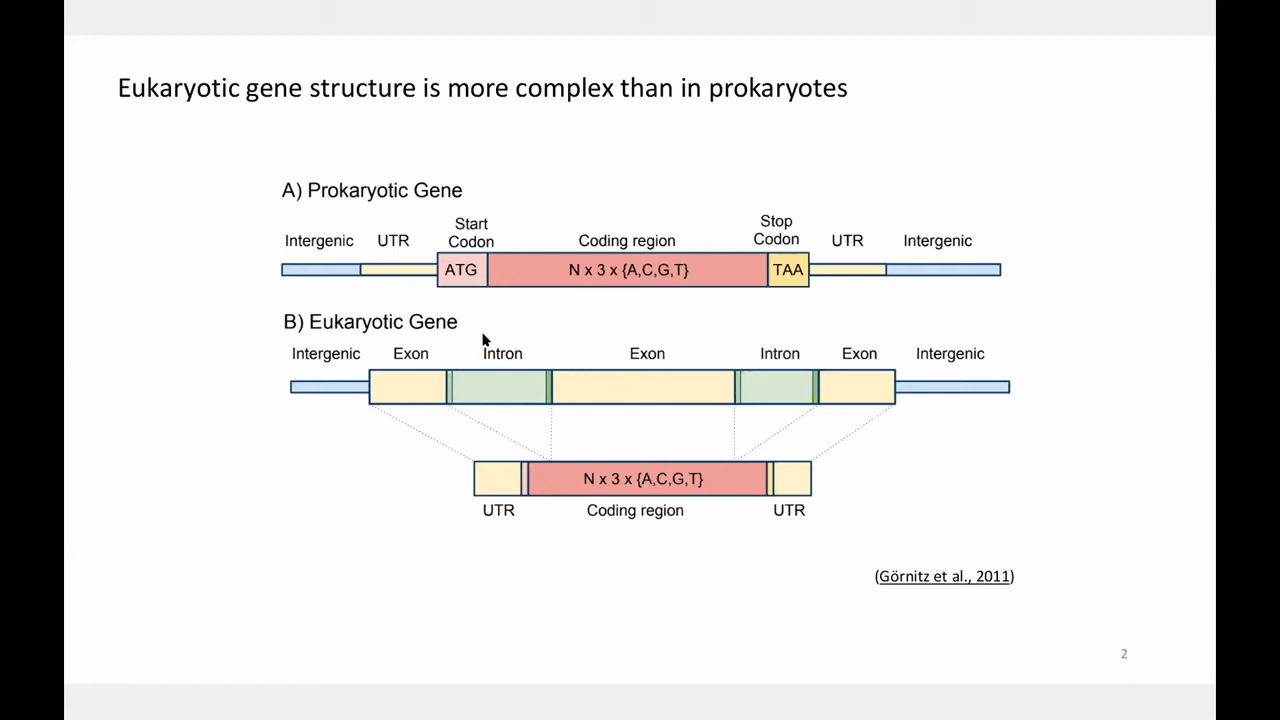 Eukaryotic gene structure is more complex than in prokaryotes
A) Prokaryotic Gene
Intergenic UTR Start Codon Coding region Stop Codon UTR Intergenic
ATG N x 3 x {A,C,G,T} TAA
B) Eukaryotic Gene
Intergenic Exon Intron Exon Intron Exon Intergenic
N x 3 x {A,C,G,T}
UTR Coding region UTR
(Görnitz et al., 2011)
2